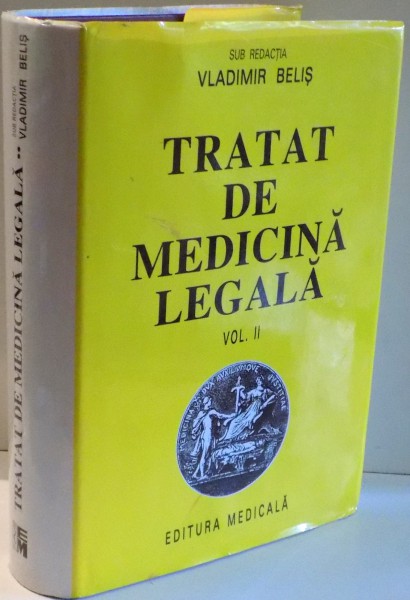 SUB REDACȚIA
VLADIMIR BELIȘ
TRATAT
DE
MEDICINĂ
LEGALĂ
VOL. II
EDITURA MEDICALĂ
TRATAT DE MEDICINĂ LEGALĂ •• SUB REDACȚIA
VLADIMIR BELIȘ